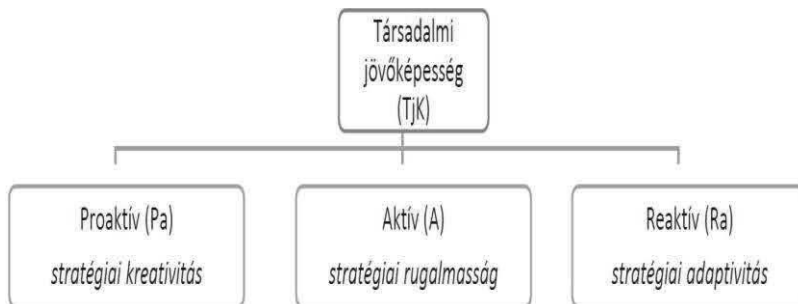 Társadalmi
jövőképesség
(TjK)
Proaktív (Pa)
stratégiai kreativitás
Aktív (A)
stratégiai rugalmasság
Reaktív (Ra)
stratégiai adaptivitás